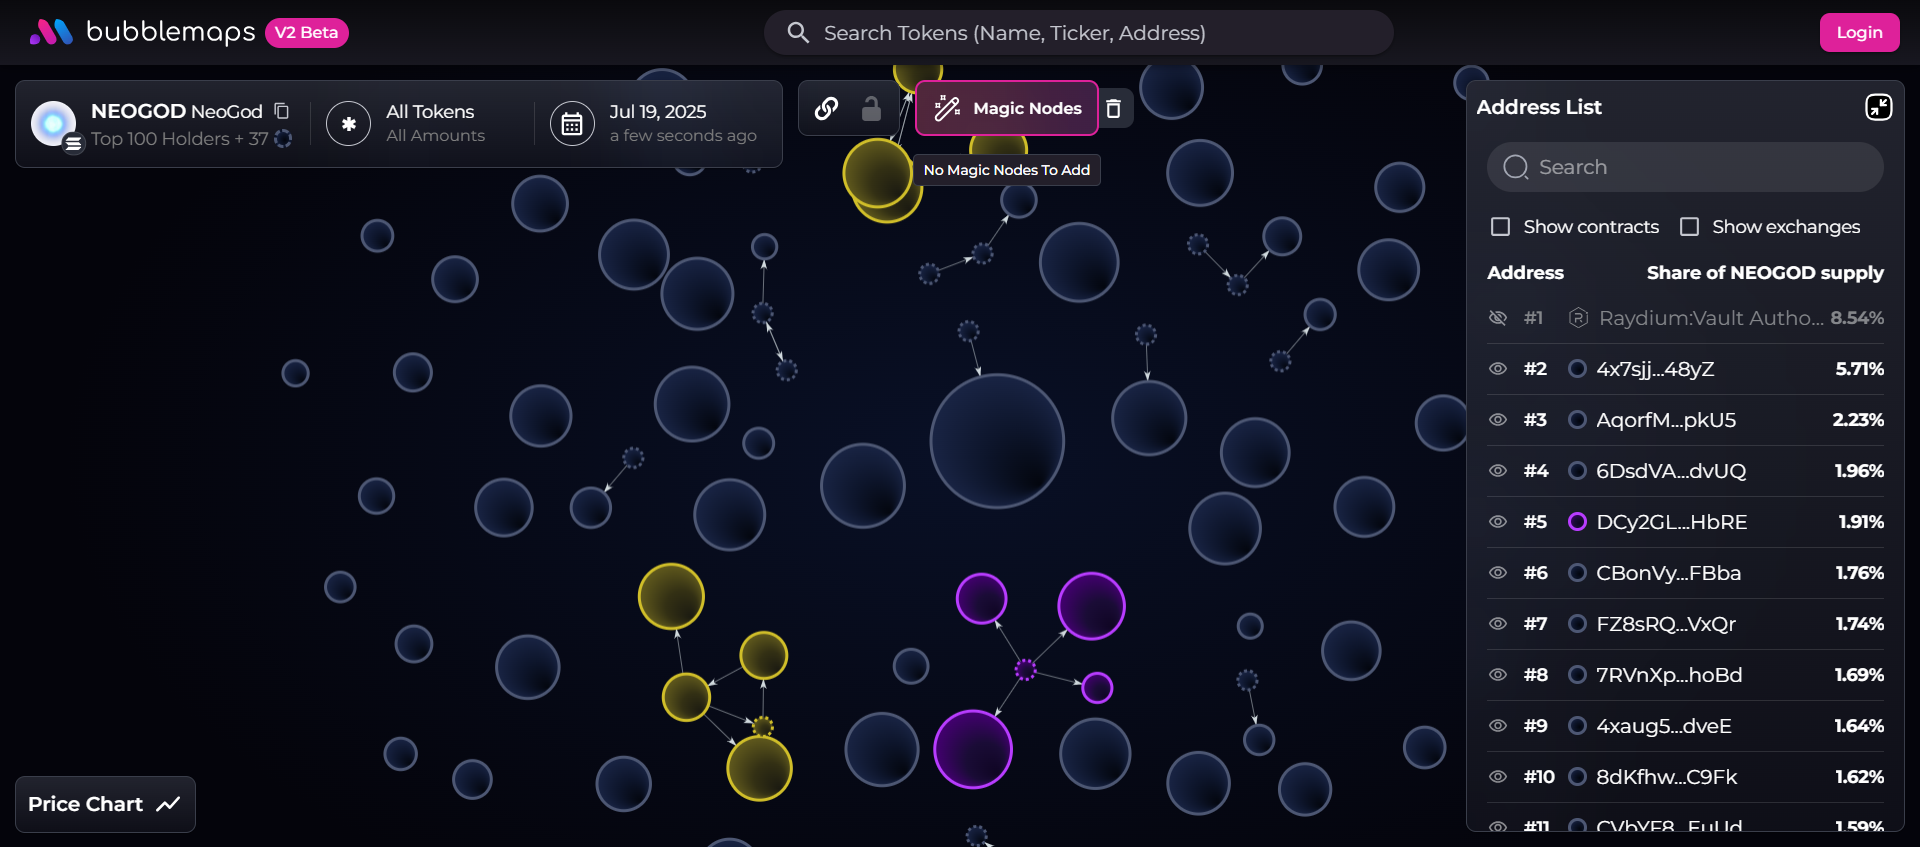 bubblemaps V2 Beta
Search Tokens (Name, Ticker, Address)
Login
NEOGOD NeoGod
Top 100 Holders + 37
All Tokens
All Amounts
Jul 19, 2025
a few seconds ago
Magic Nodes
No Magic Nodes To Add
Address List
Search
Show contracts
Show exchanges
Address Share of NEOGOD supply
#1 Raydium:Vault Autho... 8.54%
#2 4x7sjj...48yZ 5.71%
#3 AqorfM...pkU5 2.23%
#4 6DsdVA...dvUQ 1.96%
#5 DCy2GL...HbRE 1.91%
#6 CBonVy...FBba 1.76%
#7 FZ8sRQ...VxQr 1.74%
#8 7RVnXp...hoBd 1.69%
#9 4xaug5...dveE 1.64%
#10 8dKfhw...C9Fk 1.62%
#11 1.59%
Price Chart